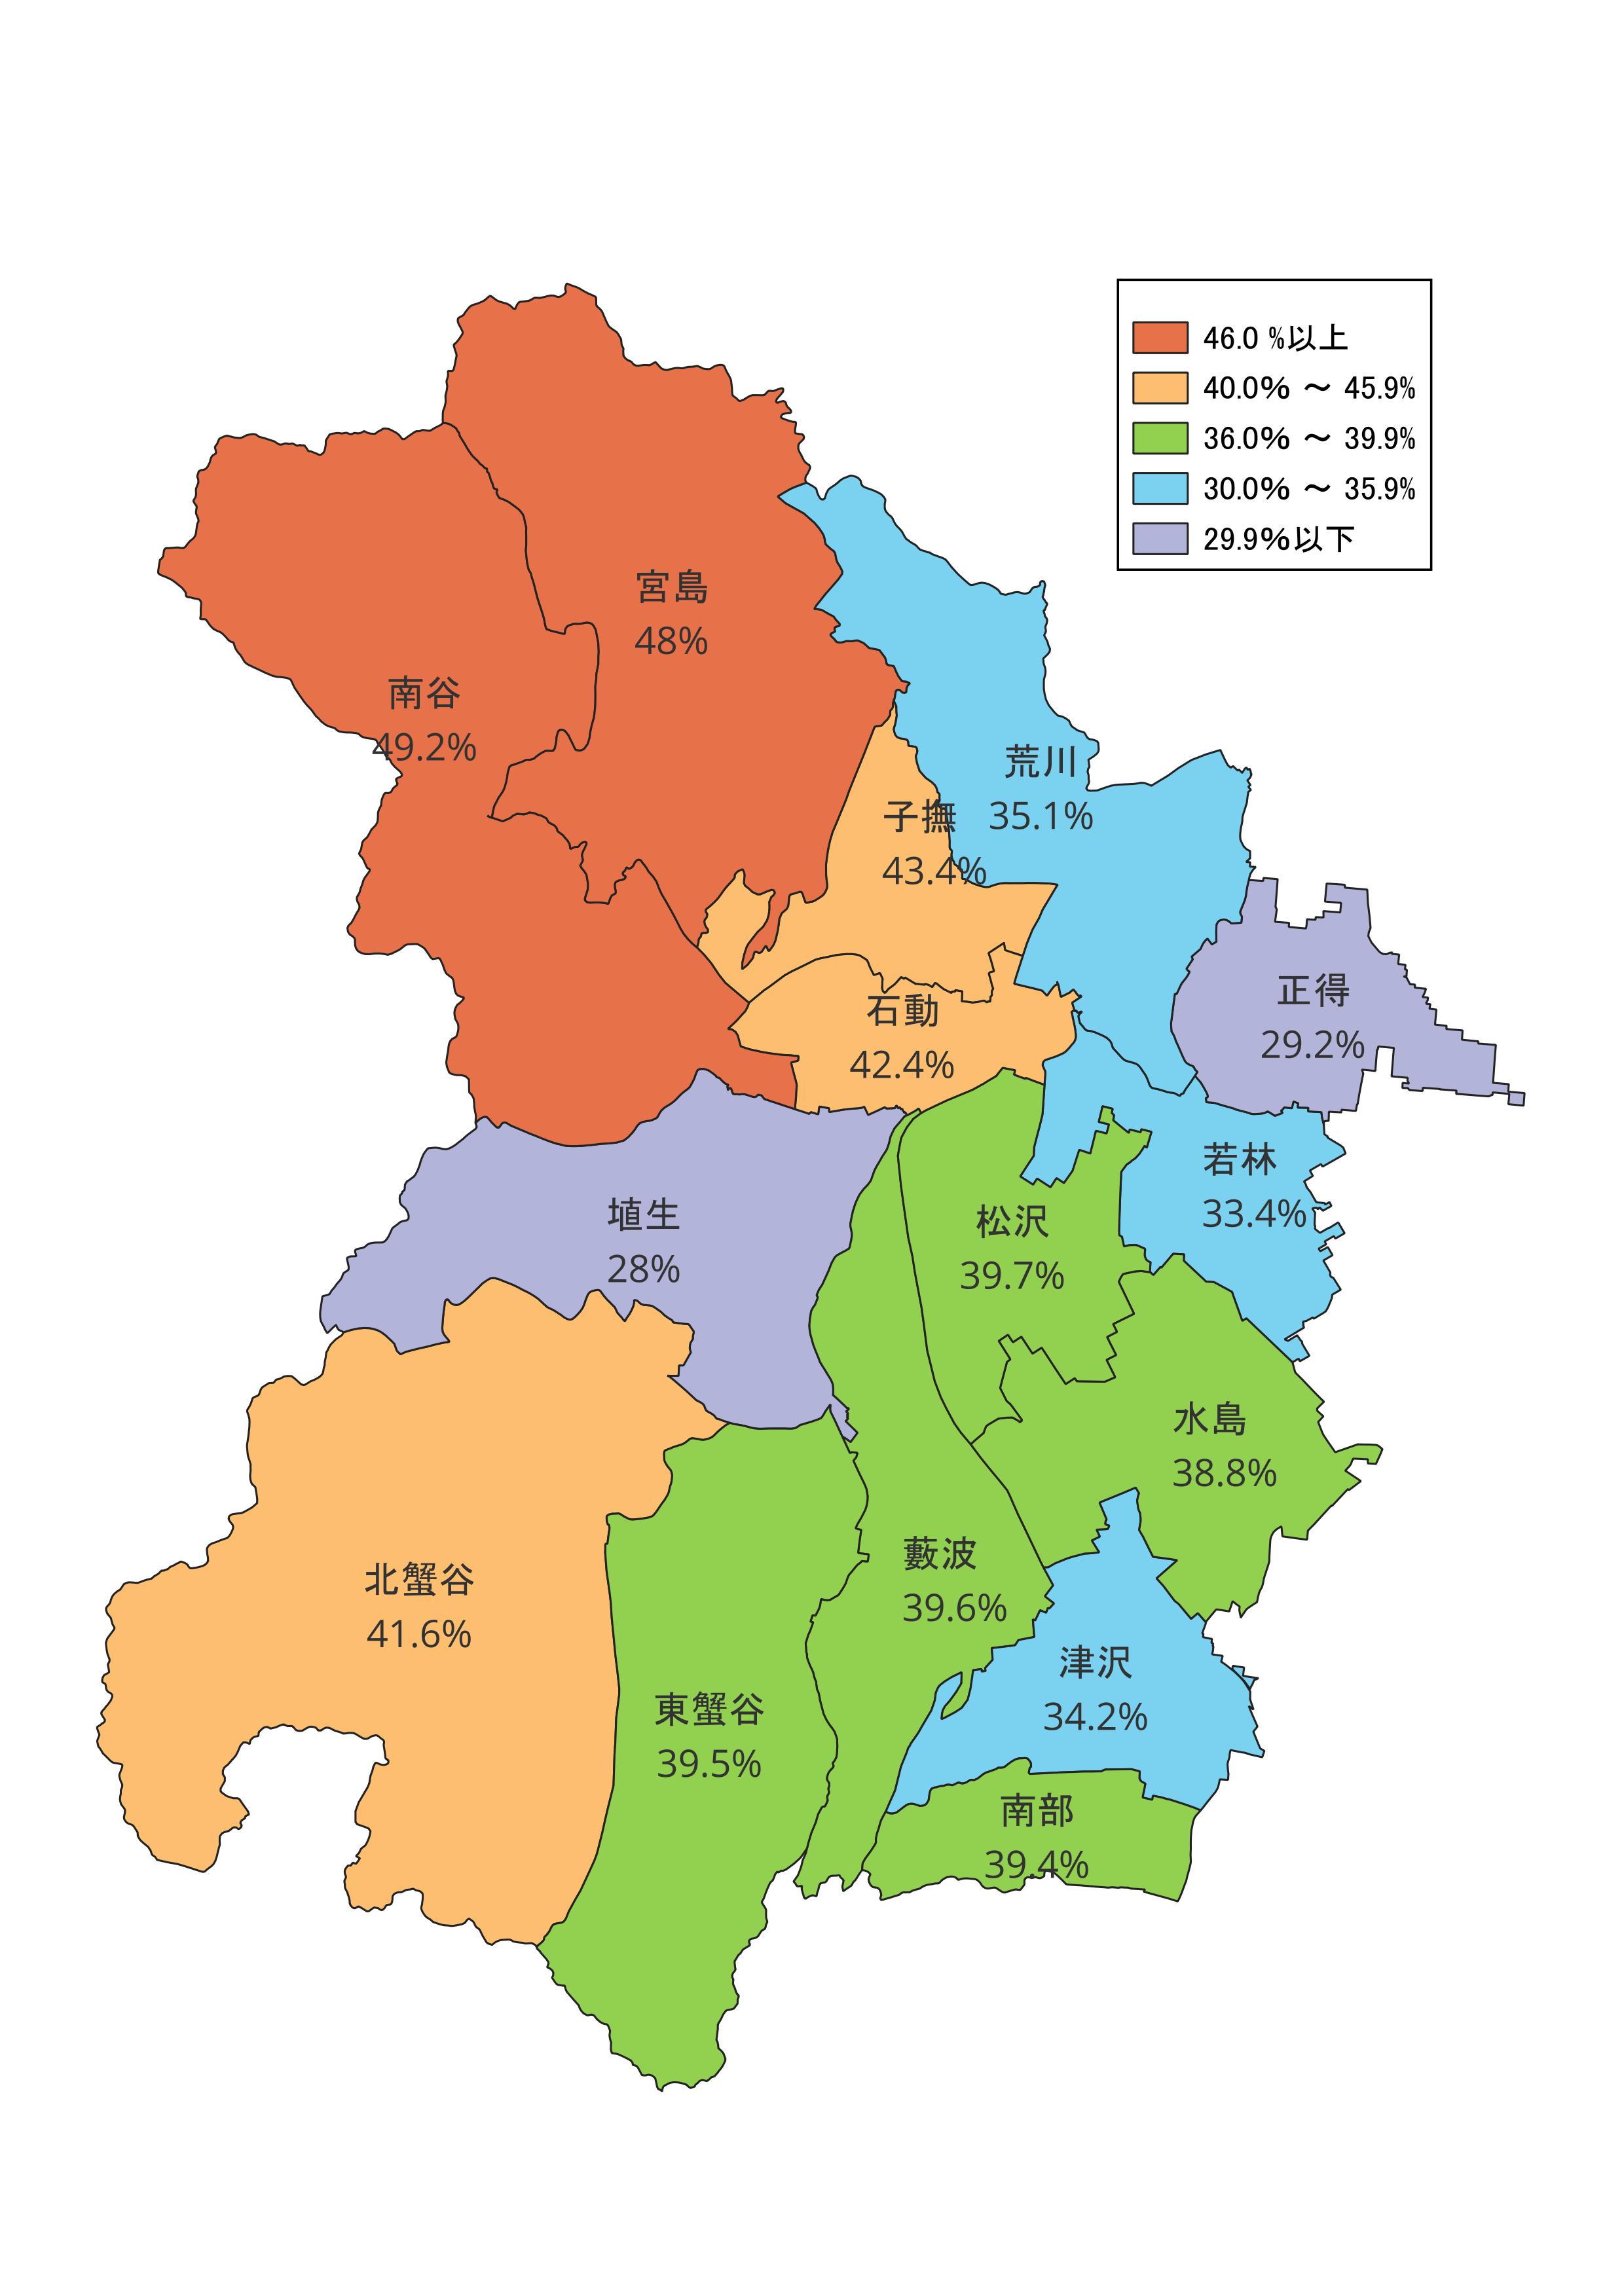 46.0 %以上
40.0% ～ 45.9%
36.0% ～ 39.9%
30.0% ～ 35.9%
29.9%以下
宮島
48%
南谷
49.2%
荒川
35.1%
子撫
43.4%
正得
29.2%
石動
42.4%
若林
33.4%
埴生
28%
松沢
39.7%
水島
38.8%
藪波
39.6%
北蟹谷
41.6%
津沢
34.2%
東蟹谷
39.5%
南部
39.4%